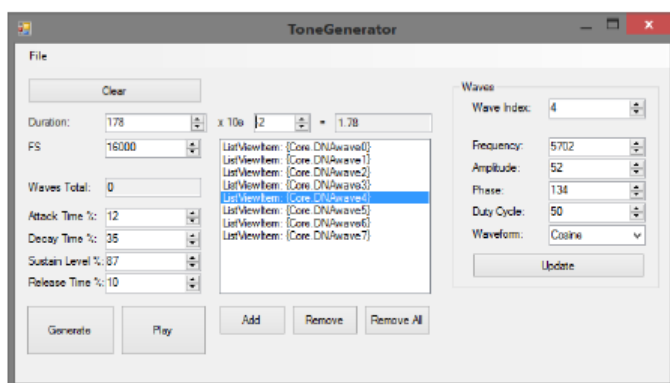 ToneGenerator
File
Clear
Duration: 178 x 10e -2 = 1.78
FS 16000
Waves Total: 0
Attack Time %: 12
Decay Time %: 35
Sustain Level %: 87
Release Time %: 10
Generate Play
ListViewItem: {Core.DNAwave0}
ListViewItem: {Core.DNAwave1}
ListViewItem: {Core.DNAwave2}
ListViewItem: {Core.DNAwave3}
ListViewItem: {Core.DNAwave4}
ListViewItem: {Core.DNAwave5}
ListViewItem: {Core.DNAwave6}
ListViewItem: {Core.DNAwave7}
Add Remove Remove All
Waves
Wave Index: 4
Frequency: 5702
Amplitude: 52
Phase: 134
Duty Cycle: 50
Waveform: Cosine
Update